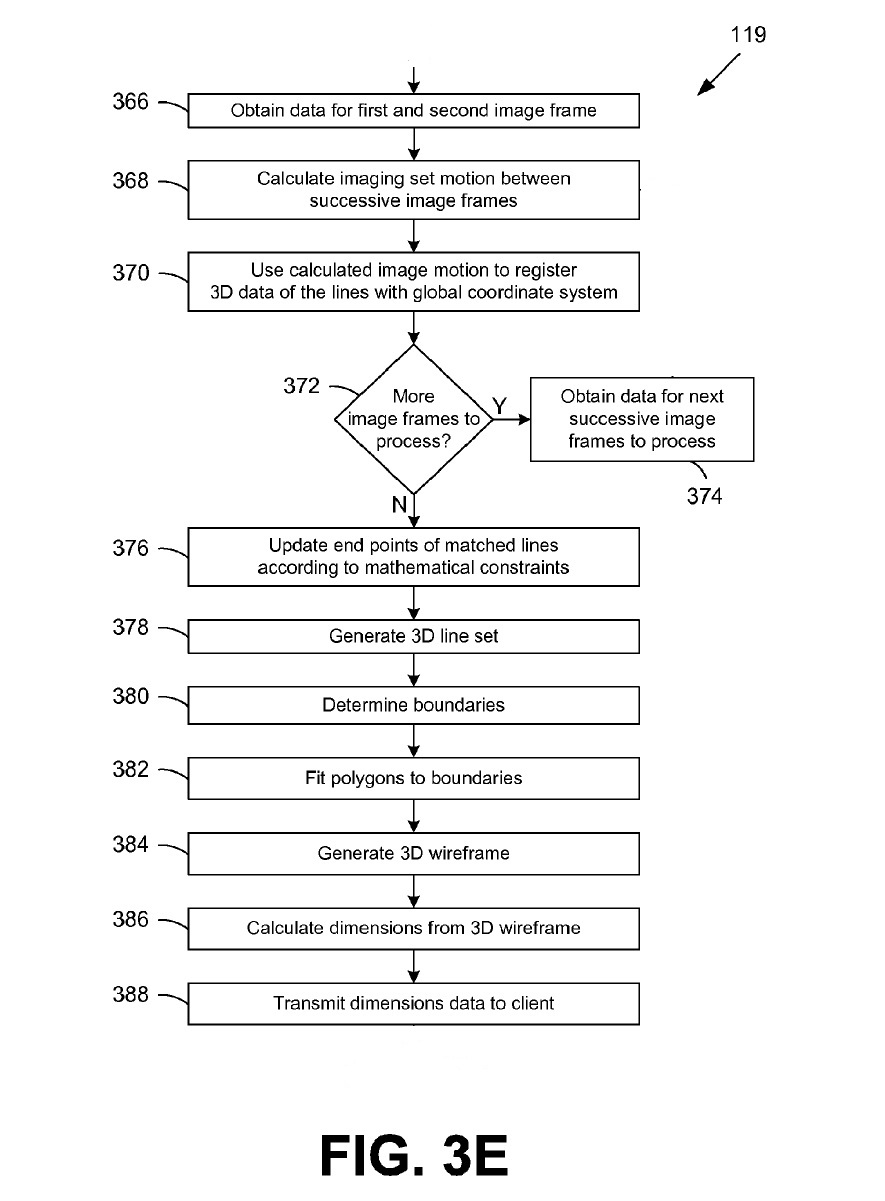 119
366
Obtain data for first and second image frame
368
Calculate imaging set motion between
successive image frames
370
Use calculated image motion to register
3D data of the lines with global coordinate system
372
More
image frames to
process?
Y
Obtain data for next
successive image
frames to process
374
N
376
Update end points of matched lines
according to mathematical constraints
378
Generate 3D line set
380
Determine boundaries
382
Fit polygons to boundaries
384
Generate 3D wireframe
386
Calculate dimensions from 3D wireframe
388
Transmit dimensions data to client
FIG. 3E